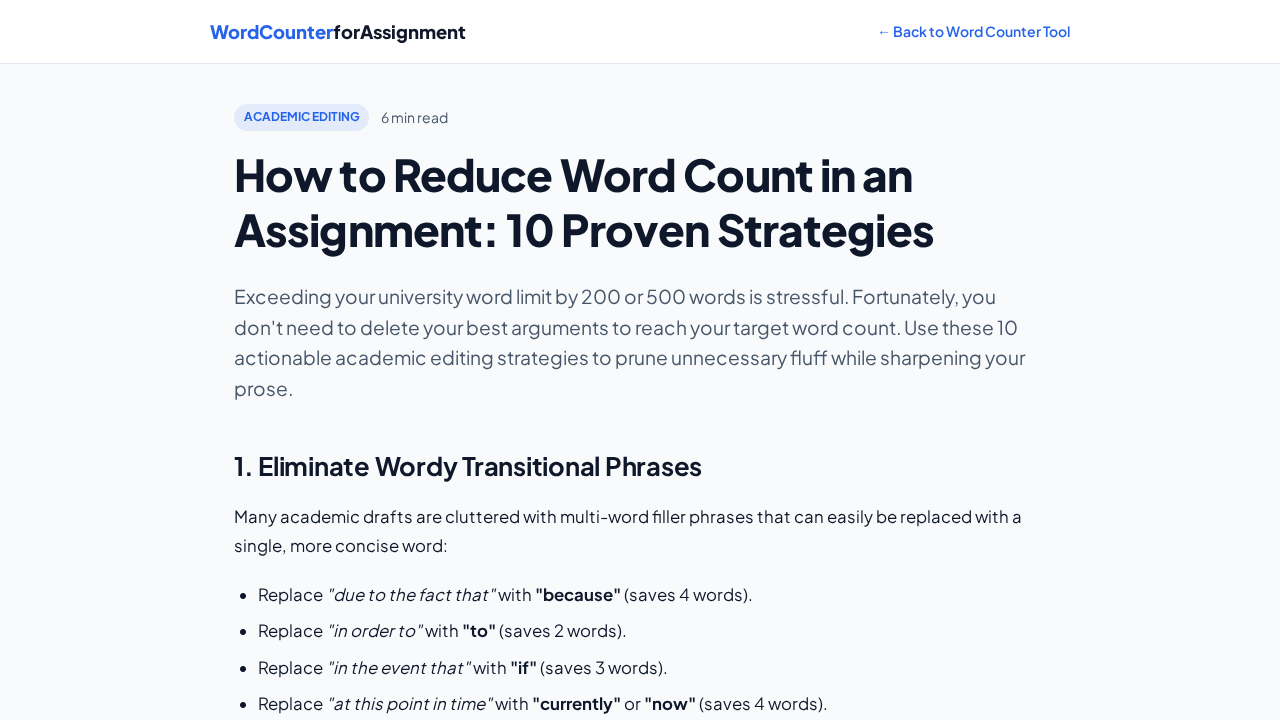 WordCounterforAssignment
← Back to Word Counter Tool
ACADEMIC EDITING
6 min read
How to Reduce Word Count in an
Assignment: 10 Proven Strategies
Exceeding your university word limit by 200 or 500 words is stressful. Fortunately, you
don't need to delete your best arguments to reach your target word count. Use these 10
actionable academic editing strategies to prune unnecessary fluff while sharpening your
prose.
1. Eliminate Wordy Transitional Phrases
Many academic drafts are cluttered with multi-word filler phrases that can easily be replaced with a
single, more concise word:
• Replace "due to the fact that" with "because" (saves 4 words).
• Replace "in order to" with "to" (saves 2 words).
• Replace "in the event that" with "if" (saves 3 words).
• Replace "at this point in time" with "currently" or "now" (saves 4 words).